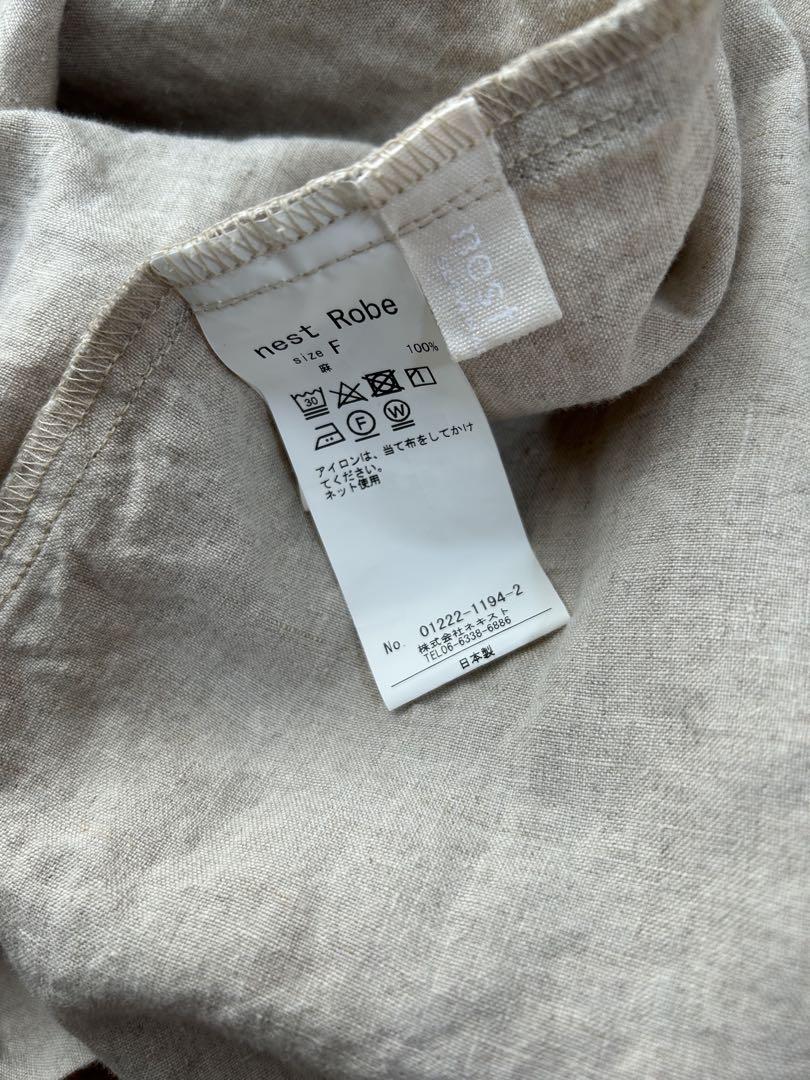 nest
nest Robe
size F
麻 100%
30
F W
アイロンは、当て布をしてかけ
てください。
ネット使用
No. 01222-1194-2
株式会社ネキスト
TEL06-6338-6886
日本製